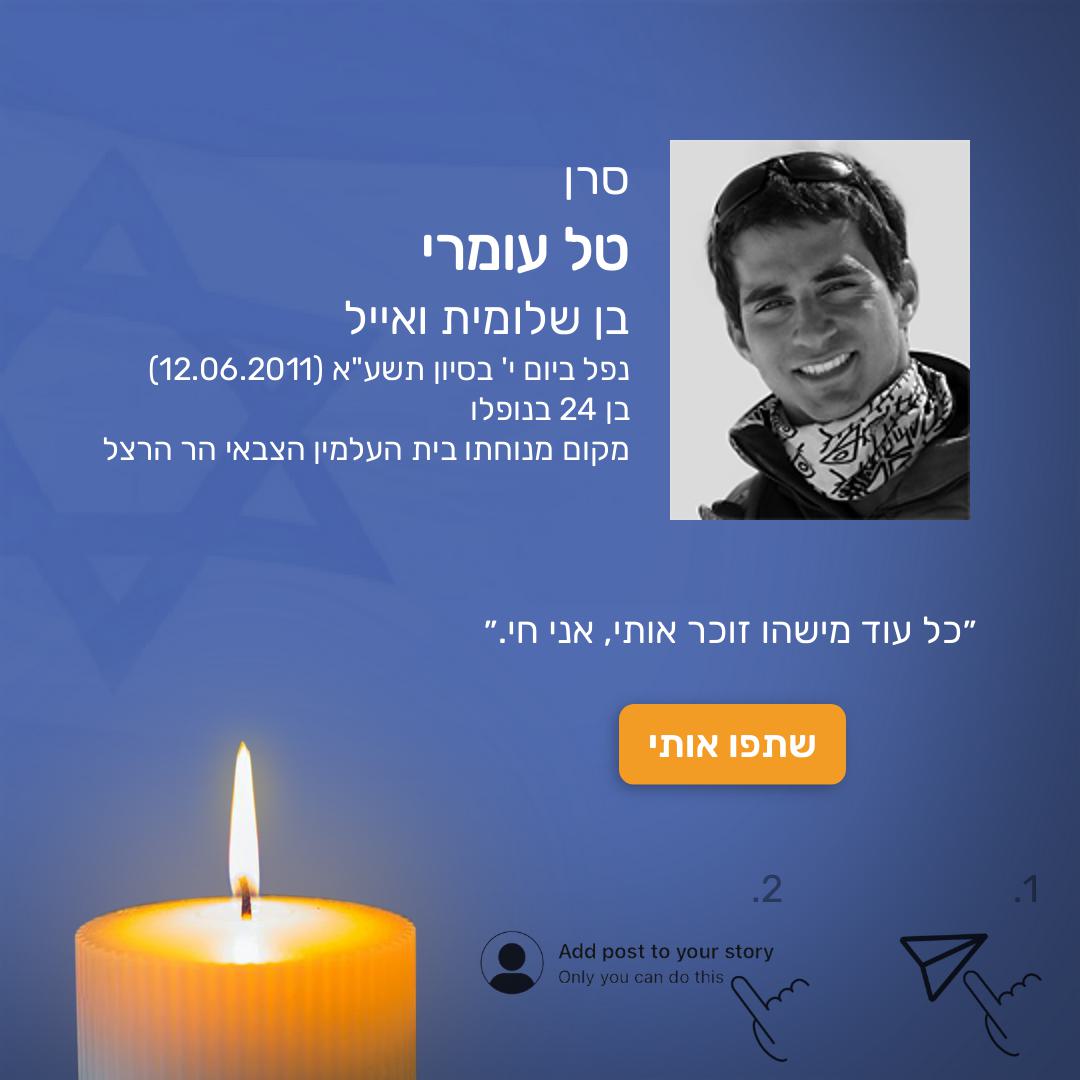 סרן
טל עומרי
בן שלומית ואייל
נפל ביום י' בסיון תשע"א (12.06.2011)
בן 24 בנופלו
מקום מנוחתו בית העלמין הצבאי הר הרצל
״כל עוד מישהו זוכר אותי, אני חי.״
שתפו אותי
1.
2.
Add post to your story
Only you can do this